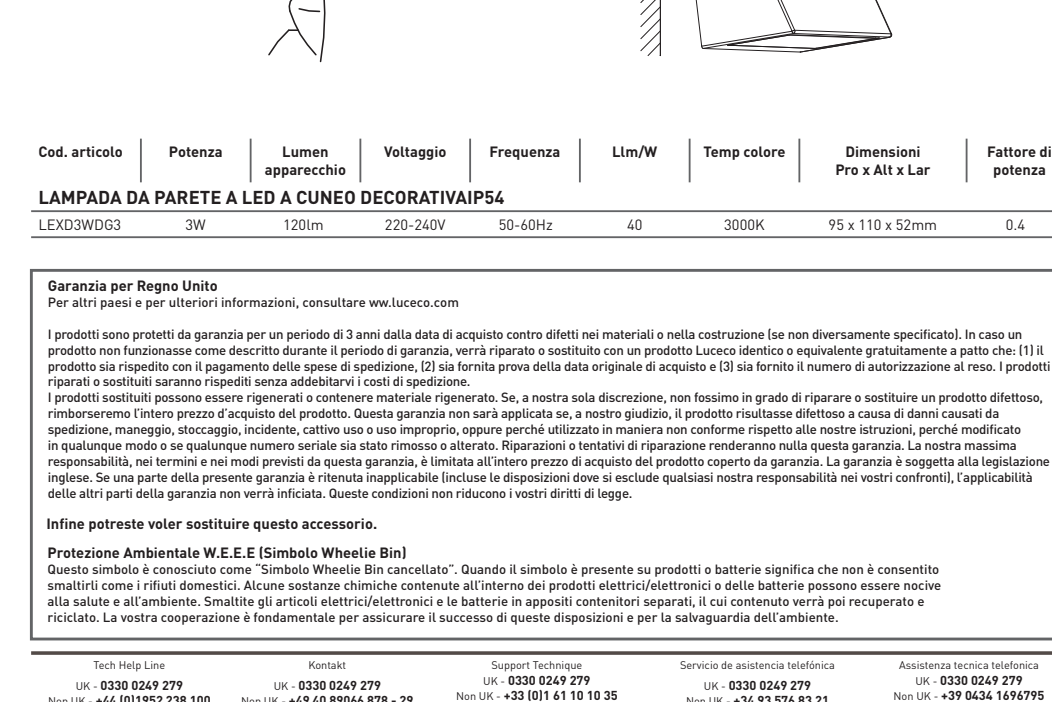 Cod. articolo Potenza Lumen apparecchio Voltaggio Frequenza Llm/W Temp colore Dimensioni Pro x Alt x Lar Fattore di potenza
LAMPADA DA PARETE A LED A CUNEO DECORATIVAIP54
LEXD3WDG3 3W 120lm 220-240V 50-60Hz 40 3000K 95 x 110 x 52mm 0.4
Garanzia per Regno Unito
Per altri paesi e per ulteriori informazioni, consultare ww.luceco.com
I prodotti sono protetti da garanzia per un periodo di 3 anni dalla data di acquisto contro difetti nei materiali o nella costruzione (se non diversamente specificato). In caso un
prodotto non funzionasse come descritto durante il periodo di garanzia, verrà riparato o sostituito con un prodotto Luceco identico o equivalente gratuitamente a patto che: (1) il
prodotto sia rispedito con il pagamento delle spese di spedizione, (2) sia fornita prova della data originale di acquisto e (3) sia fornito il numero di autorizzazione al reso. I prodotti
riparati o sostituiti saranno rispediti senza addebitarvi i costi di spedizione.
I prodotti sostituiti possono essere rigenerati o contenere materiale rigenerato. Se, a nostra sola discrezione, non fossimo in grado di riparare o sostituire un prodotto difettoso,
rimborseremo l'intero prezzo d'acquisto del prodotto. Questa garanzia non sarà applicata se, a nostro giudizio, il prodotto risultasse difettoso a causa di danni causati da
spedizione, maneggio, stoccaggio, incidente, cattivo uso o uso improprio, oppure perché utilizzato in maniera non conforme rispetto alle nostre istruzioni, perché modificato
in qualunque modo o se qualunque numero seriale sia stato rimosso o alterato. Riparazioni o tentativi di riparazione renderanno nulla questa garanzia. La nostra massima
responsabilità, nei termini e nei modi previsti da questa garanzia, è limitata all'intero prezzo di acquisto del prodotto coperto da garanzia. La garanzia è soggetta alla legislazione
inglese. Se una parte della presente garanzia è ritenuta inapplicabile (incluse le disposizioni dove si esclude qualsiasi nostra responsabilità nei vostri confronti), l'applicabilità
delle altri parti della garanzia non verrà inficiata. Queste condizioni non riducono i vostri diritti di legge.
Infine potreste voler sostituire questo accessorio.
Protezione Ambientale W.E.E.E (Simbolo Wheelie Bin)
Questo simbolo è conosciuto come "Simbolo Wheelie Bin cancellato". Quando il simbolo è presente su prodotti o batterie significa che non è consentito
smaltirli come i rifiuti domestici. Alcune sostanze chimiche contenute all'interno dei prodotti elettrici/elettronici o delle batterie possono essere nocive
alla salute e all'ambiente. Smaltite gli articoli elettrici/elettronici e le batterie in appositi contenitori separati, il cui contenuto verrà poi recuperato e
riciclato. La vostra cooperazione è fondamentale per assicurare il successo di queste disposizioni e per la salvaguardia dell'ambiente.
Tech Help Line Kontakt Support Technique Servicio de asistencia telefónica Assistenza tecnica telefonica
UK - 0330 0249 279 UK - 0330 0249 279 UK - 0330 0249 279 UK - 0330 0249 279 UK - 0330 0249 279
Non UK - +44 (0)1952 238 100 Non UK - +49 40 89066 878 - 29 Non UK - +33 (0)1 61 10 10 35 Non UK - +34 93 576 83 21 Non UK - +39 0434 1696795